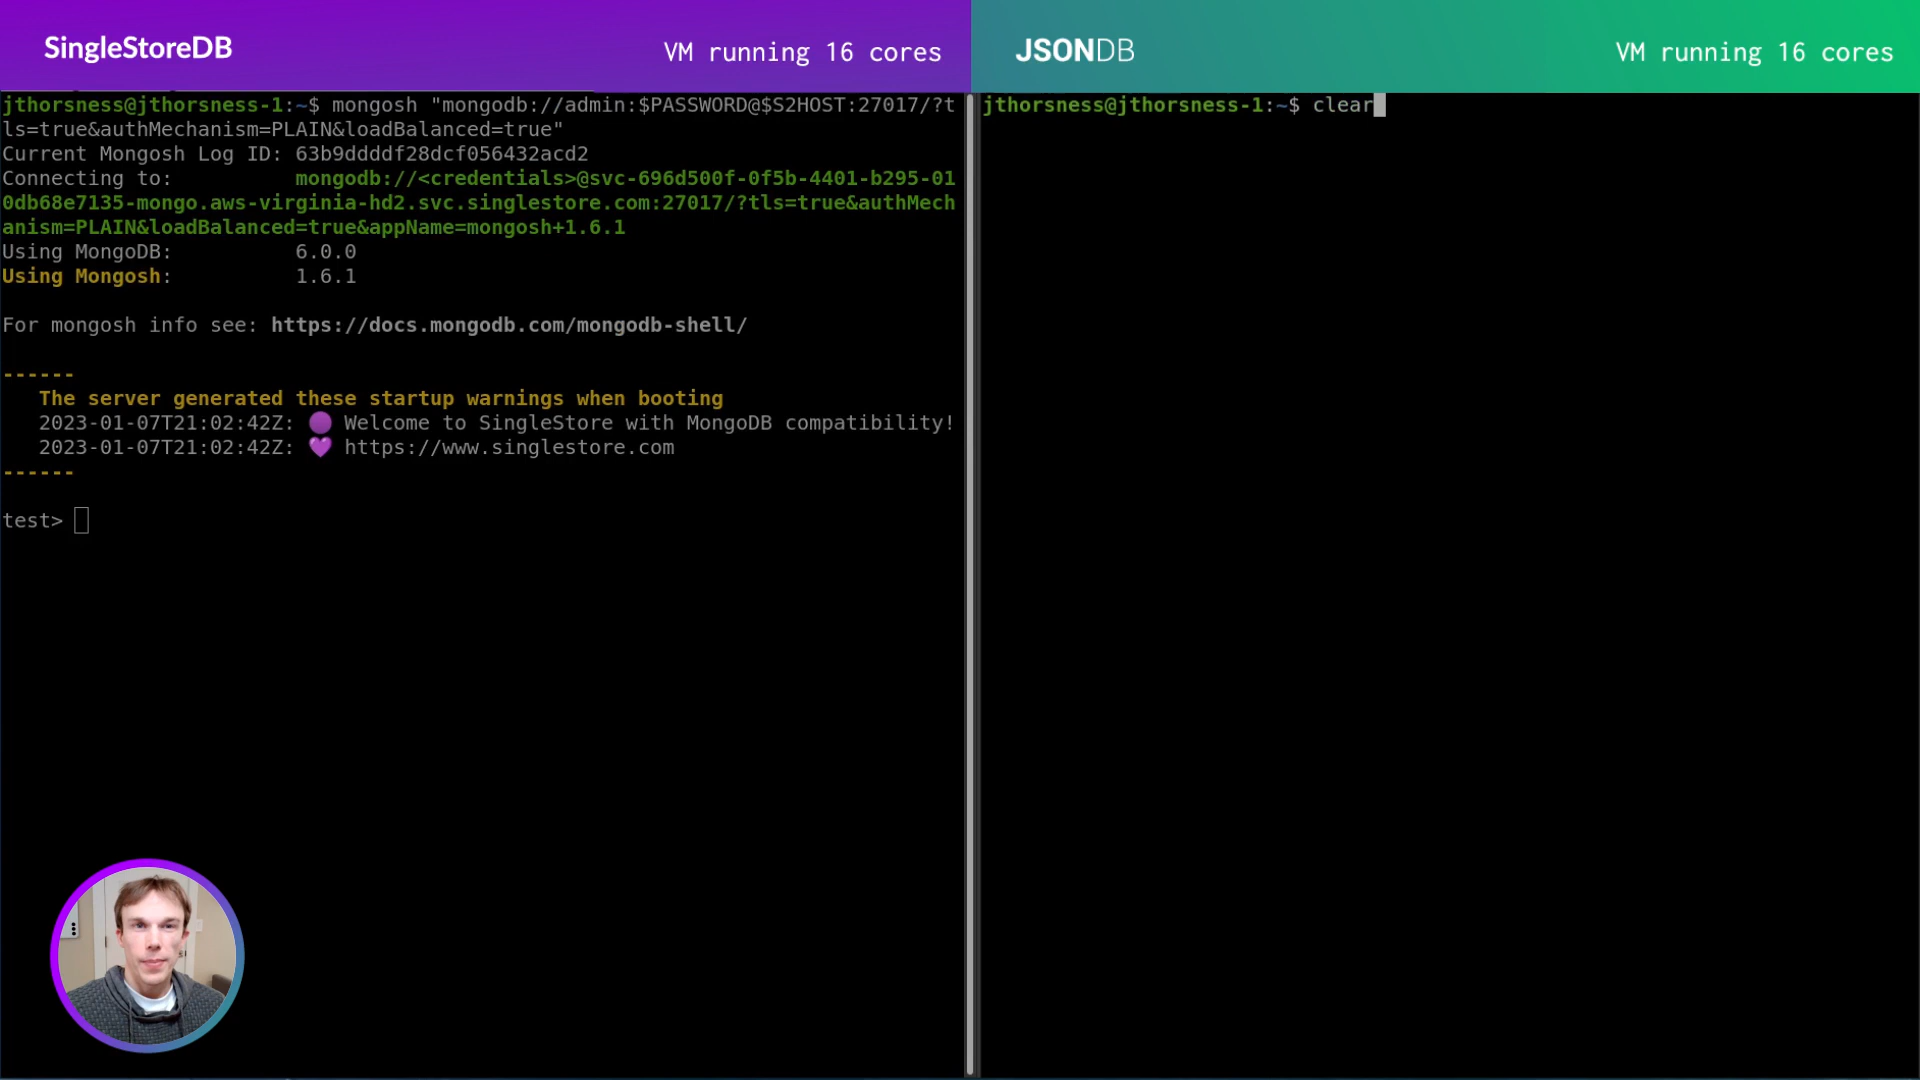 SingleStoreDB
VM running 16 cores
jthorsness@jthorsness-1:~$ mongosh "mongodb://admin:$PASSWORD@$S2HOST:27017/?t
ls=true&authMechanism=PLAIN&loadBalanced=true"
Current Mongosh Log ID: 63b9ddddf28dcf056432acd2
Connecting to: mongodb://<credentials>@svc-696d500f-0f5b-4401-b295-01
0db68e7135-mongo.aws-virginia-hd2.svc.singlestore.com:27017/?tls=true&authMech
anism=PLAIN&loadBalanced=true&appName=mongosh+1.6.1
Using MongoDB: 6.0.0
Using Mongosh: 1.6.1
For mongosh info see: https://docs.mongodb.com/mongodb-shell/
------
The server generated these startup warnings when booting
2023-01-07T21:02:42Z: 🟣 Welcome to SingleStore with MongoDB compatibility!
2023-01-07T21:02:42Z: 💜 https://www.singlestore.com
------
test>
JSONDB
VM running 16 cores
jthorsness@jthorsness-1:~$ clear